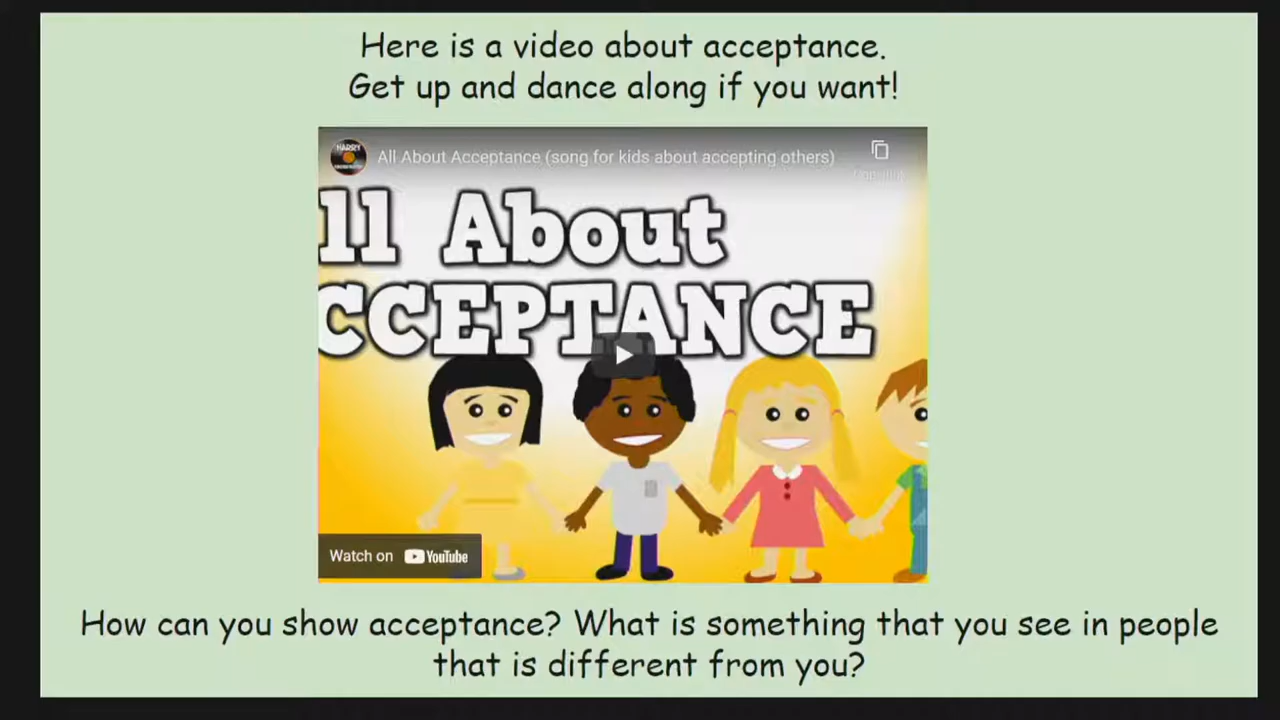 Here is a video about acceptance.
Get up and dance along if you want!
HARRY
All About Acceptance (song for kids about accepting others)
ll About
CCEPTANCE
Watch on YouTube
How can you show acceptance? What is something that you see in people
that is different from you?